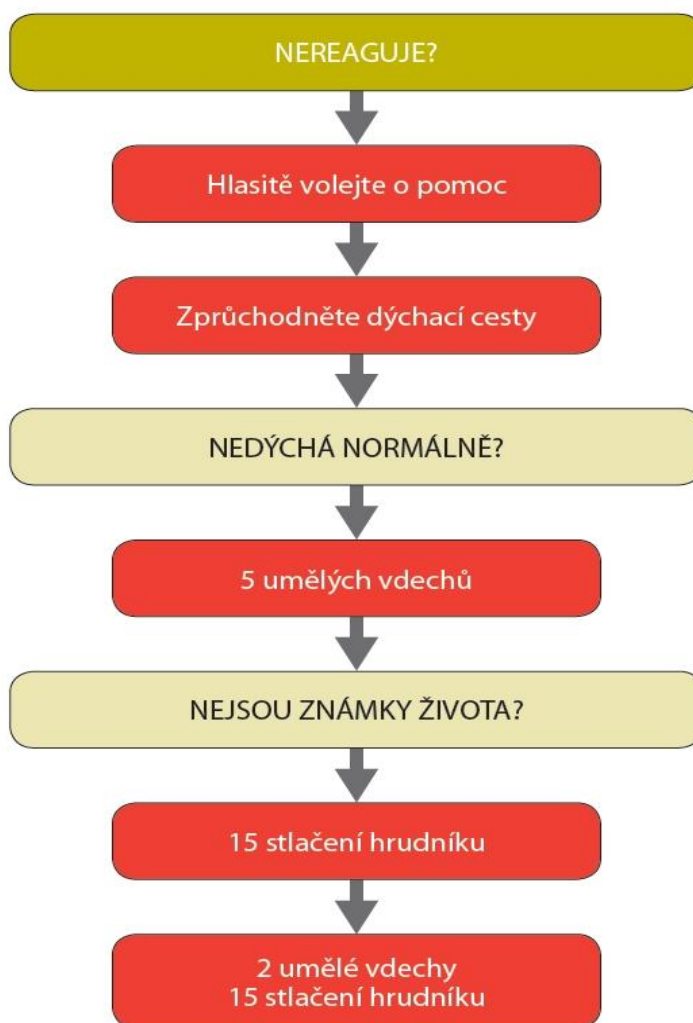 NEREAGUJE?
Hlasitě volejte o pomoc
Zprůchodněte dýchací cesty
NEDÝCHÁ NORMÁLNĚ?
5 umělých vdechů
NEJSOU ZNÁMKY ŽIVOTA?
15 stlačení hrudníku
2 umělé vdechy
15 stlačení hrudníku